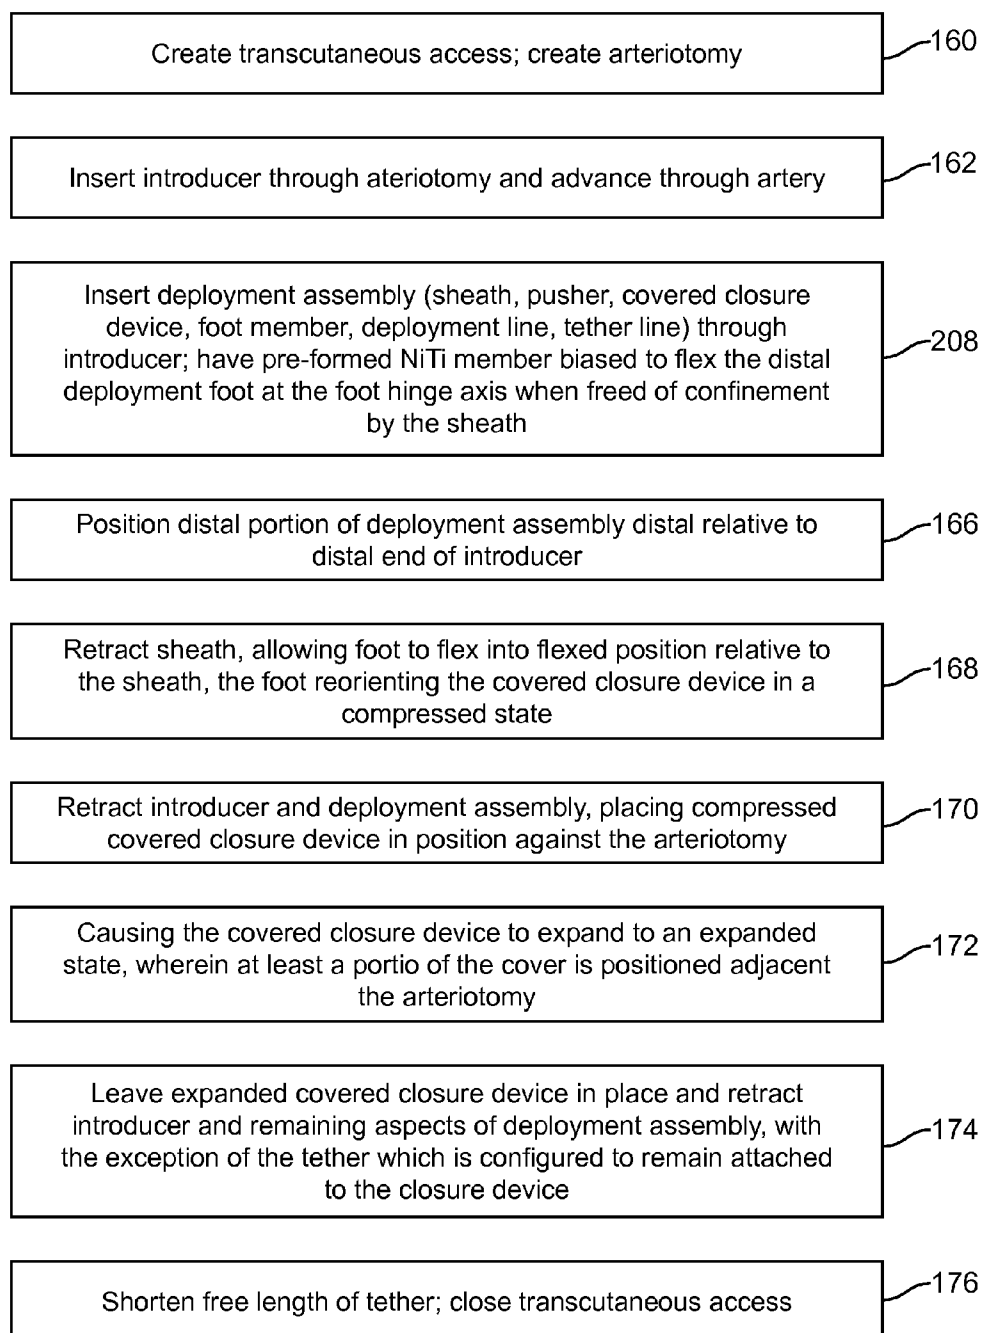 Create transcutaneous access; create arteriotomy
160
Insert introducer through ateriotomy and advance through artery
162
Insert deployment assembly (sheath, pusher, covered closure
device, foot member, deployment line, tether line) through
introducer; have pre-formed NiTi member biased to flex the distal
deployment foot at the foot hinge axis when freed of confinement
by the sheath
208
Position distal portion of deployment assembly distal relative to
distal end of introducer
166
Retract sheath, allowing foot to flex into flexed position relative to
the sheath, the foot reorienting the covered closure device in a
compressed state
168
Retract introducer and deployment assembly, placing compressed
covered closure device in position against the arteriotomy
170
Causing the covered closure device to expand to an expanded
state, wherein at least a portio of the cover is positioned adjacent
the arteriotomy
172
Leave expanded covered closure device in place and retract
introducer and remaining aspects of deployment assembly, with
the exception of the tether which is configured to remain attached
to the closure device
174
Shorten free length of tether; close transcutaneous access
176